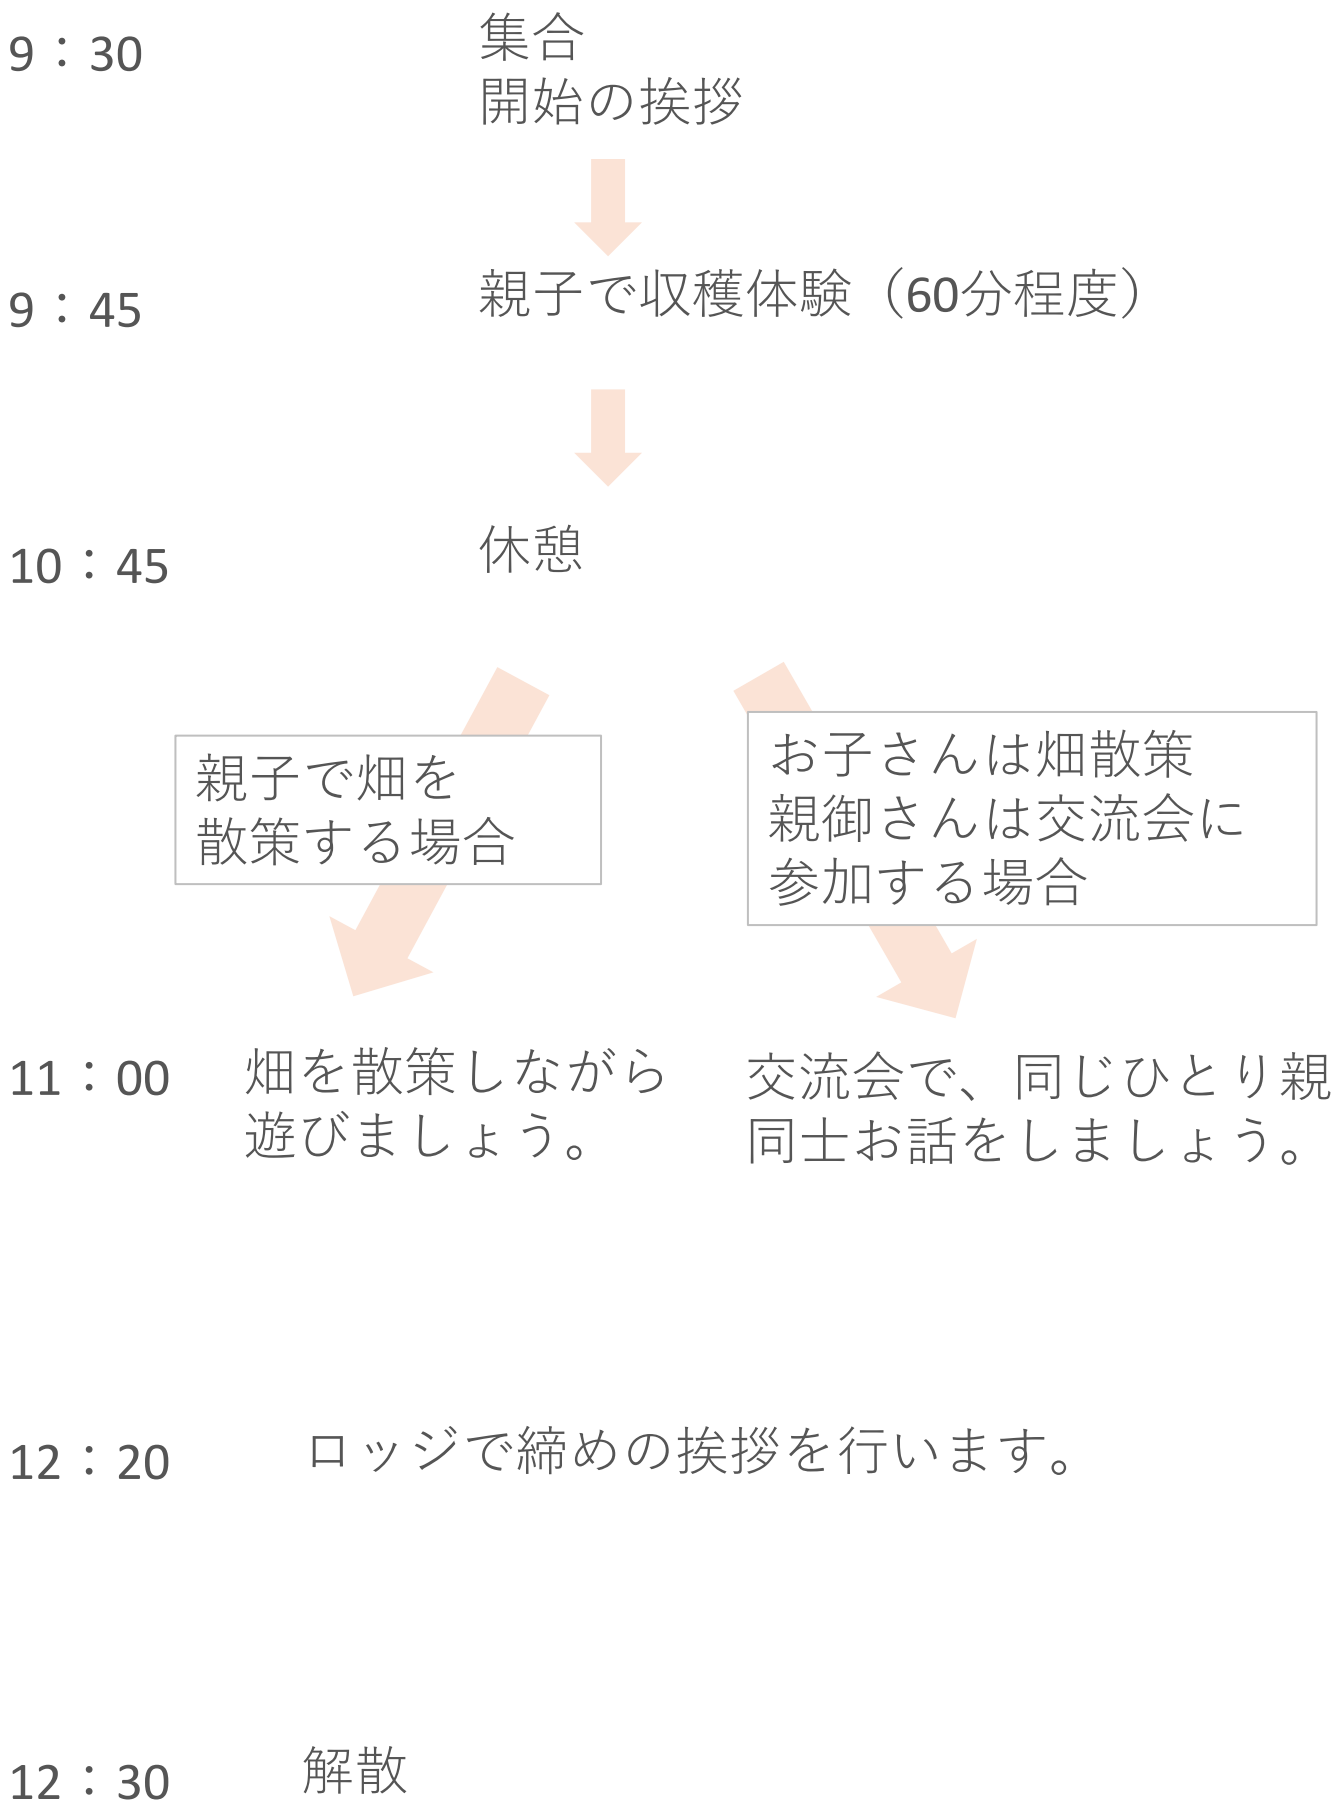 9：30
集合
開始の挨拶
9：45
親子で収穫体験（60分程度）
10：45
休憩
親子で畑を
散策する場合
お子さんは畑散策
親御さんは交流会に
参加する場合
11：00
畑を散策しながら
遊びましょう。
交流会で、同じひとり親
同士お話をしましょう。
12：20
ロッジで締めの挨拶を行います。
12：30
解散